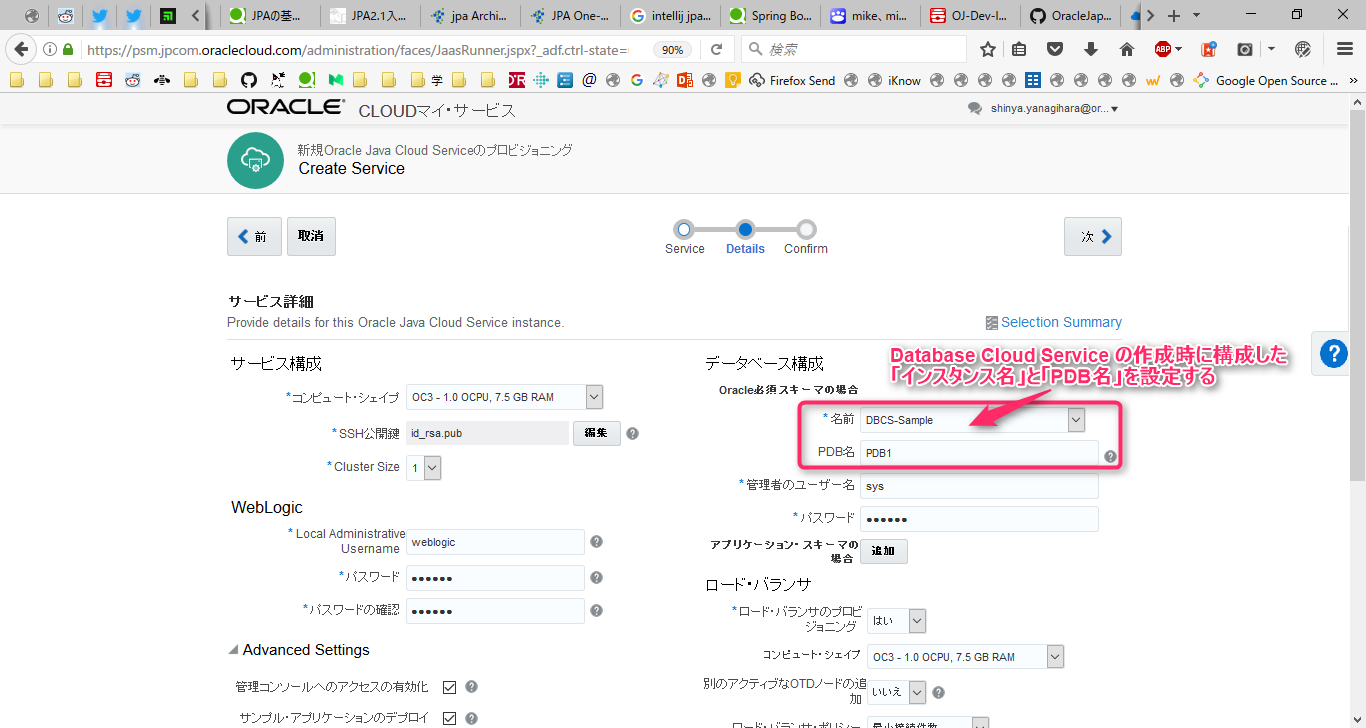 JPAの基...
JPA2.1入...
jpa Archi...
JPA One-...
intellij jpa...
Spring Bo...
mike、mi...
OJ-Dev-I...
OracleJap...
https://psm.jpcom.oraclecloud.com/administration/faces/JaasRunner.jspx?_adf.ctrl-state=
90%
検索
ABP
学
Firefox Send
iKnow
Google Open Source ...
ORACLE CLOUDマイ・サービス
shinya.yanagihara@or...
新規Oracle Java Cloud Serviceのプロビジョニング
Create Service
前
取消
Service
Details
Confirm
次
サービス詳細
Provide details for this Oracle Java Cloud Service instance.
Selection Summary
サービス構成
*コンピュート・シェイプ
OC3 - 1.0 OCPU, 7.5 GB RAM
*SSH公開鍵
id_rsa.pub
編集
*Cluster Size
1
WebLogic
*Local Administrative
Username
weblogic
*パスワード
••••••
*パスワードの確認
••••••
Advanced Settings
管理コンソールへのアクセスの有効化
サンプル・アプリケーションのデプロイ
データベース構成
Database Cloud Service の作成時に構成した
「インスタンス名」と「PDB名」を設定する
Oracle必須スキーマの場合
*名前
DBCS-Sample
PDB名
PDB1
*管理者のユーザー名
sys
*パスワード
••••••
アプリケーション・スキーマの
場合
追加
ロード・バランサ
*ロード・バランサのプロビ
ジョニング
はい
コンピュート・シェイプ
OC3 - 1.0 OCPU, 7.5 GB RAM
別のアクティブなOTDノードの追
加
いいえ
ロード・バランサ・ポリシー
最小接続件数